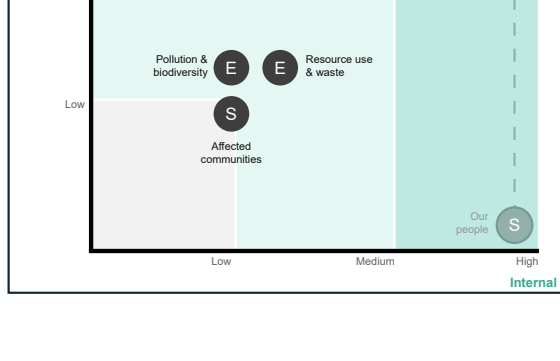 Pollution &
biodiversity
E
E
Resource use
& waste
Low
S
Affected
communities
Our
people
S
Low
Medium
High
Internal